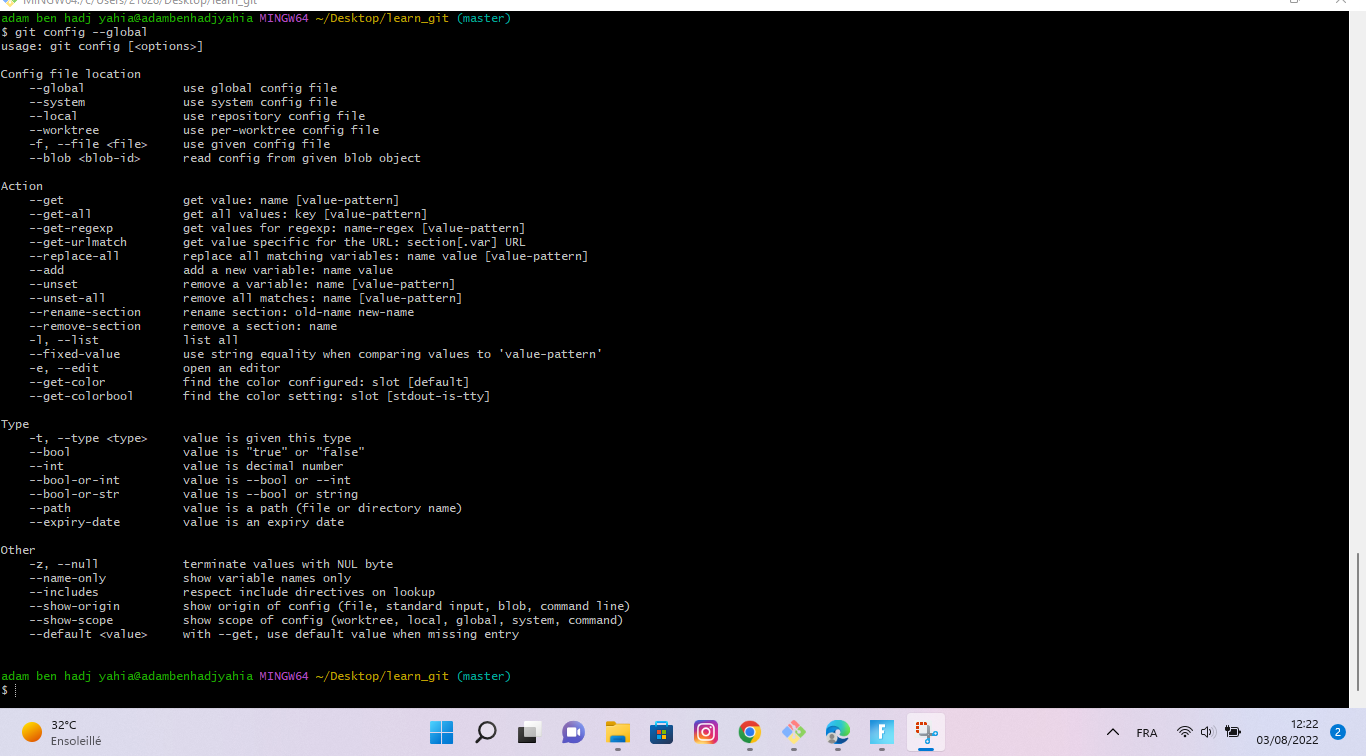 MINGW64:/c/Users/21628/Desktop/learn_git
adam ben hadj yahia@adambenhadjyahia MINGW64 ~/Desktop/learn_git (master)
$ git config --global
usage: git config [<options>]
Config file location
--global use global config file
--system use system config file
--local use repository config file
--worktree use per-worktree config file
-f, --file <file> use given config file
--blob <blob-id> read config from given blob object
Action
--get get value: name [value-pattern]
--get-all get all values: key [value-pattern]
--get-regexp get values for regexp: name-regex [value-pattern]
--get-urlmatch get value specific for the URL: section[.var] URL
--replace-all replace all matching variables: name value [value-pattern]
--add add a new variable: name value
--unset remove a variable: name [value-pattern]
--unset-all remove all matches: name [value-pattern]
--rename-section rename section: old-name new-name
--remove-section remove a section: name
-l, --list list all
--fixed-value use string equality when comparing values to 'value-pattern'
-e, --edit open an editor
--get-color find the color configured: slot [default]
--get-colorbool find the color setting: slot [stdout-is-tty]
Type
-t, --type <type> value is given this type
--bool value is "true" or "false"
--int value is decimal number
--bool-or-int value is --bool or --int
--bool-or-str value is --bool or string
--path value is a path (file or directory name)
--expiry-date value is an expiry date
Other
-z, --null terminate values with NUL byte
--name-only show variable names only
--includes respect include directives on lookup
--show-origin show origin of config (file, standard input, blob, command line)
--show-scope show scope of config (worktree, local, global, system, command)
--default <value> with --get, use default value when missing entry
adam ben hadj yahia@adambenhadjyahia MINGW64 ~/Desktop/learn_git (master)
$
32°C
Ensoleillé
F
FRA
12:22
03/08/2022
2